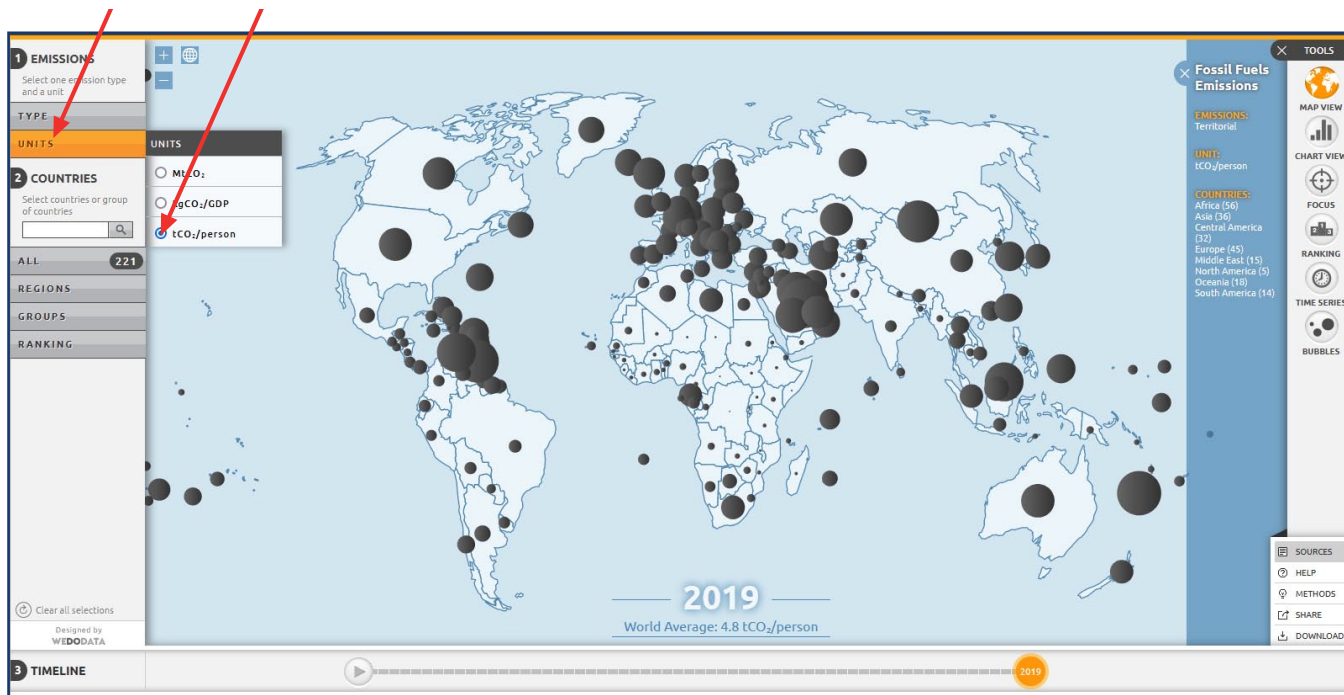 1 EMISSIONS
Select one emission type
and a unit
TYPE
UNITS
2 COUNTRIES
Select countries or group
of countries
ALL 221
REGIONS
GROUPS
RANKING
Clear all selections
Designed by
WEDODATA
UNITS
MtCO₂
kgCO₂/GDP
tCO₂/person
2019
World Average: 4.8 tCO₂/person
Fossil Fuels
Emissions
EMISSIONS:
Territorial
UNIT:
tCO₂/person
COUNTRIES:
Africa (56)
Asia (36)
Central America
(32)
Europe (45)
Middle East (15)
North America (5)
Oceania (18)
South America (14)
TOOLS
MAP VIEW
CHART VIEW
FOCUS
RANKING
TIME SERIES
BUBBLES
SOURCES
HELP
METHODS
SHARE
DOWNLOAD
3 TIMELINE
2019